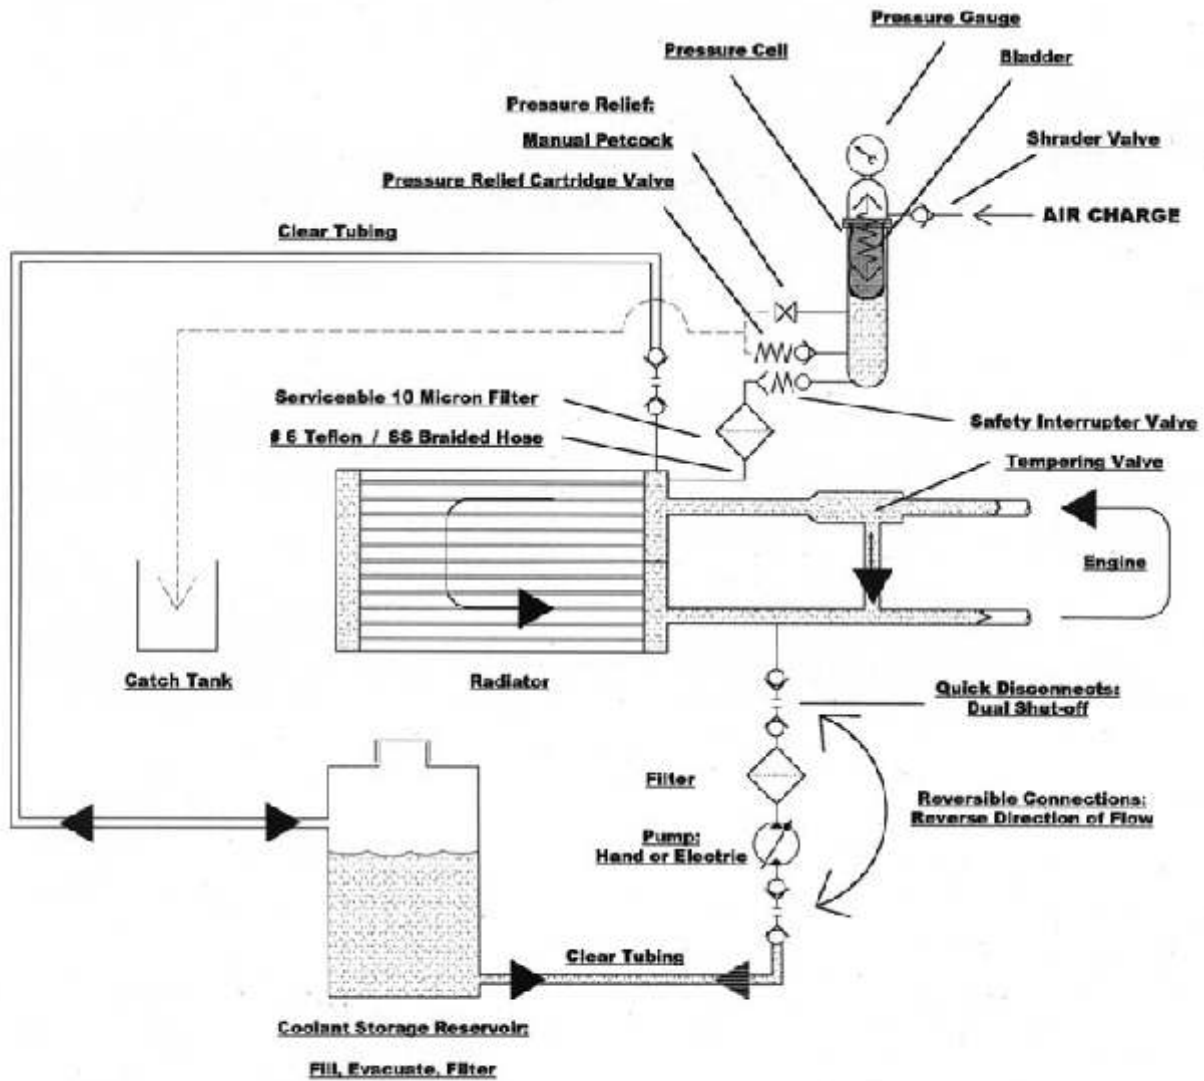 Pressure Gauge
Pressure Cell
Bladder
Pressure Relief:
Manual Petcock
Shrader Valve
Pressure Relief Cartridge Valve
AIR CHARGE
Clear Tubing
Serviceable 10 Micron Filter
# 6 Teflon / SS Braided Hose
Safety Interrupter Valve
Tempering Valve
Engine
Catch Tank
Radiator
Quick Disconnects:
Dual Shut-off
Filter
Reversible Connections:
Reverse Direction of Flow
Pump:
Hand or Electric
Clear Tubing
Coolant Storage Reservoir:
Fill, Evacuate, Filter